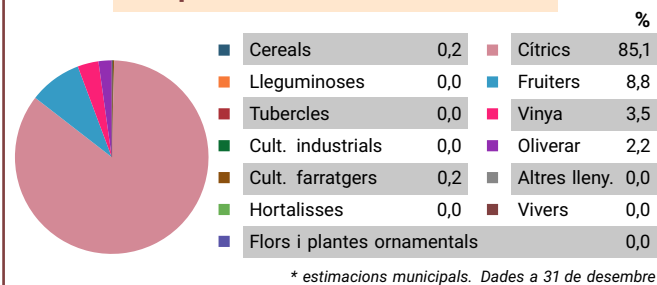 %
Cereals 0,2 Cítrics 85,1
Lleguminoses 0,0 Fruiters 8,8
Tubercles 0,0 Vinya 3,5
Cult. industrials 0,0 Oliverar 2,2
Cult. farratgers 0,2 Altres lleny. 0,0
Hortalisses 0,0 Vivers 0,0
Flors i plantes ornamentals 0,0
* estimacions municipals. Dades a 31 de desembre